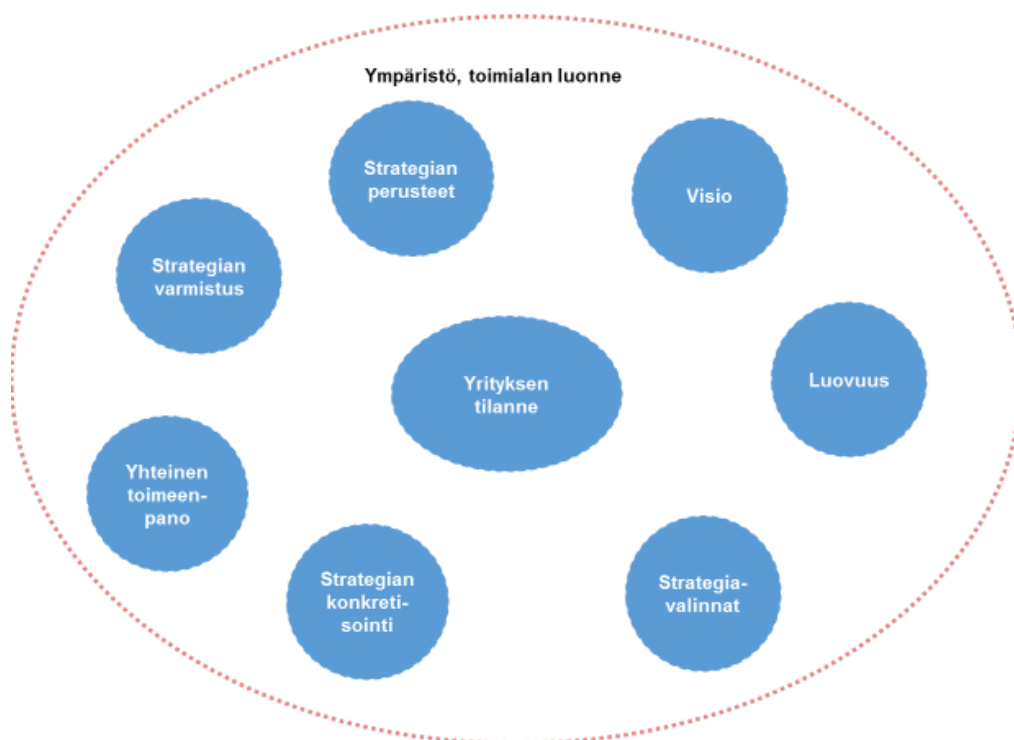 Ympäristö, toimialan luonne
Strategian
perusteet
Visio
Strategian
varmistus
Luovuus
Yrityksen
tilanne
Yhteinen
toimeen-
pano
Strategian
konkreti-
sointi
Strategia-
valinnat